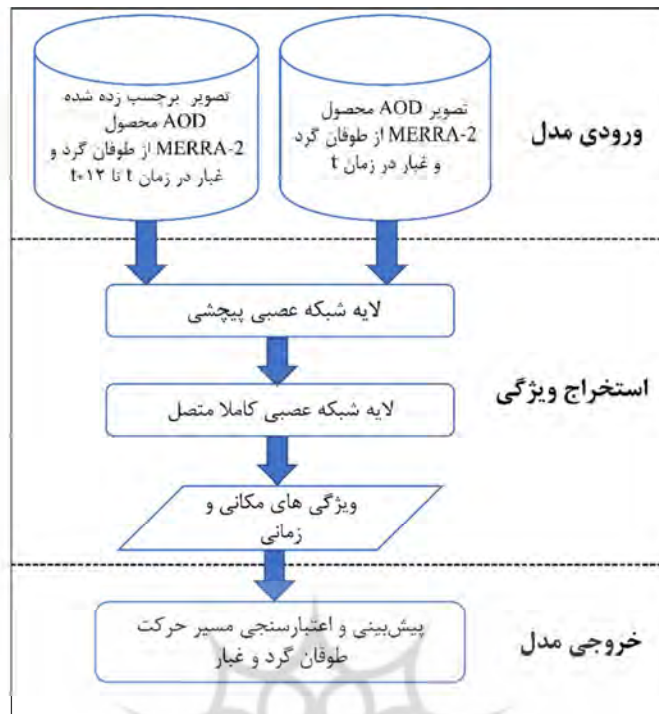 ورودی مدل
تصویر AOD محصول
MERRA-2 از طوفان گرد
و غبار در زمان t
تصویر برچسب زده شده
AOD محصول
MERRA-2 از طوفان گرد و
غبار در زمان t تا t+۱۲
استخراج ویژگی
لایه شبکه عصبی پیچشی
لایه شبکه عصبی کاملا متصل
ویژگی های مکانی و
زمانی
خروجی مدل
پیش‌بینی و اعتبارسنجی مسیر حرکت
طوفان گرد و غبار